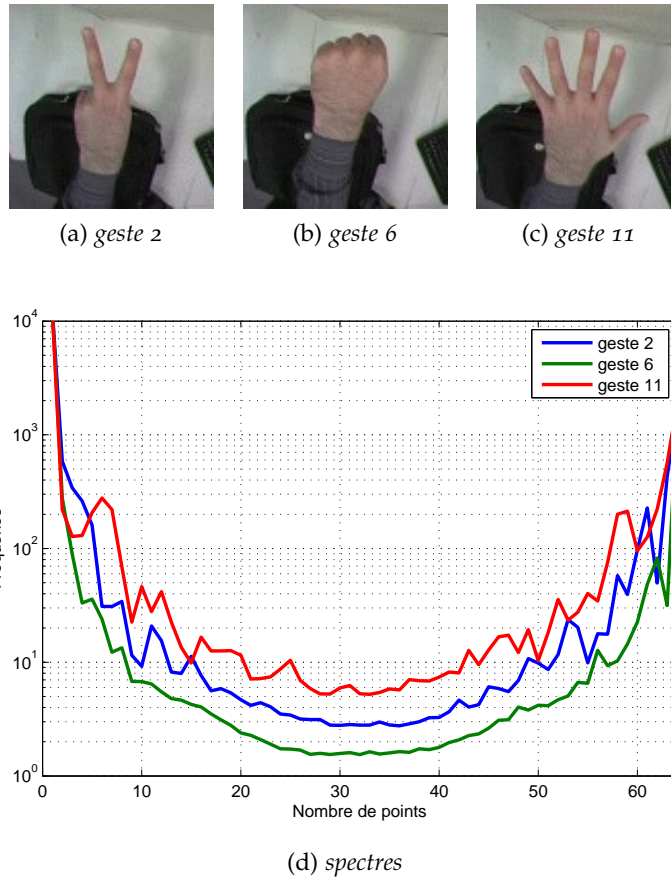 (a) geste 2
(b) geste 6
(c) geste 11
10^4
10^3
10^2
10^1
10^0
geste 2
geste 6
geste 11
0 10 20 30 40 50 60
Nombre de points
(d) spectres